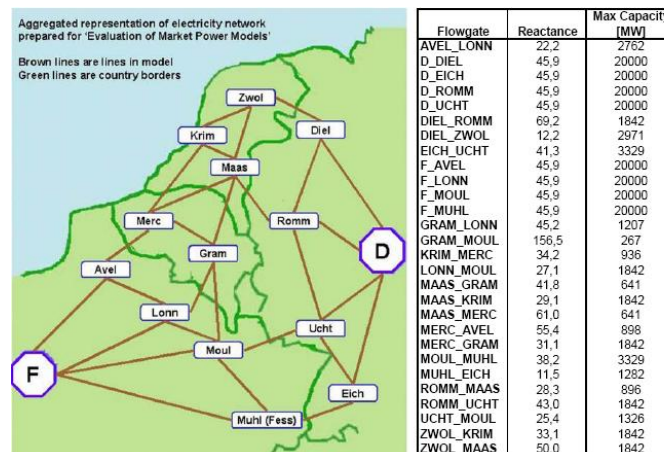 Aggregated representation of electricity network
prepared for 'Evaluation of Market Power Models'
Brown lines are lines in model
Green lines are country borders
Zwol
Krim
Diel
Maas
Merc
Romm
Gram
D
Avel
Lonn
Ucht
Moul
F
Eich
Muhl (Fess)
Flowgate Reactance Max Capacity [MW]
AVEL_LONN 22,2 2762
D_DIEL 45,9 20000
D_EICH 45,9 20000
D_ROMM 45,9 20000
D_UCHT 45,9 20000
DIEL_ROMM 69,2 1842
DIEL_ZWOL 12,2 2971
EICH_UCHT 41,3 3329
F_AVEL 45,9 20000
F_LONN 45,9 20000
F_MOUL 45,9 20000
F_MUHL 45,9 20000
GRAM_LONN 45,2 1207
GRAM_MOUL 156,5 267
KRIM_MERC 34,2 936
LONN_MOUL 27,1 1842
MAAS_GRAM 41,8 641
MAAS_KRIM 29,1 1842
MAAS_MERC 61,0 641
MERC_AVEL 55,4 898
MERC_GRAM 31,1 1842
MOUL_MUHL 38,2 3329
MUHL_EICH 11,5 1282
ROMM_MAAS 28,3 896
ROMM_UCHT 43,0 1842
UCHT_MOUL 25,4 1326
ZWOL_KRIM 33,1 1842
ZWOL_MAAS 50,0 1842